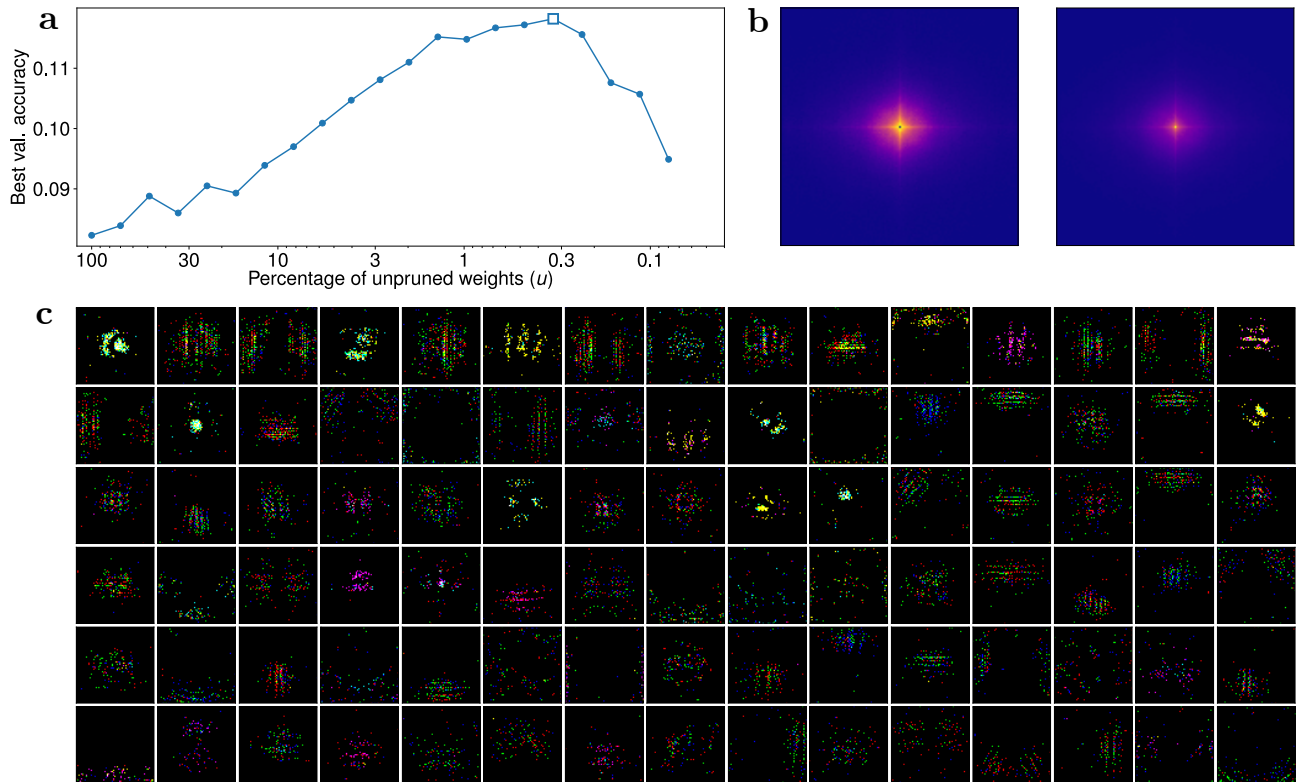 a
b
0.11
0.10
0.09
Best val. accuracy
100
30
10
3
1
0.3
0.1
Percentage of unpruned weights (u)
c